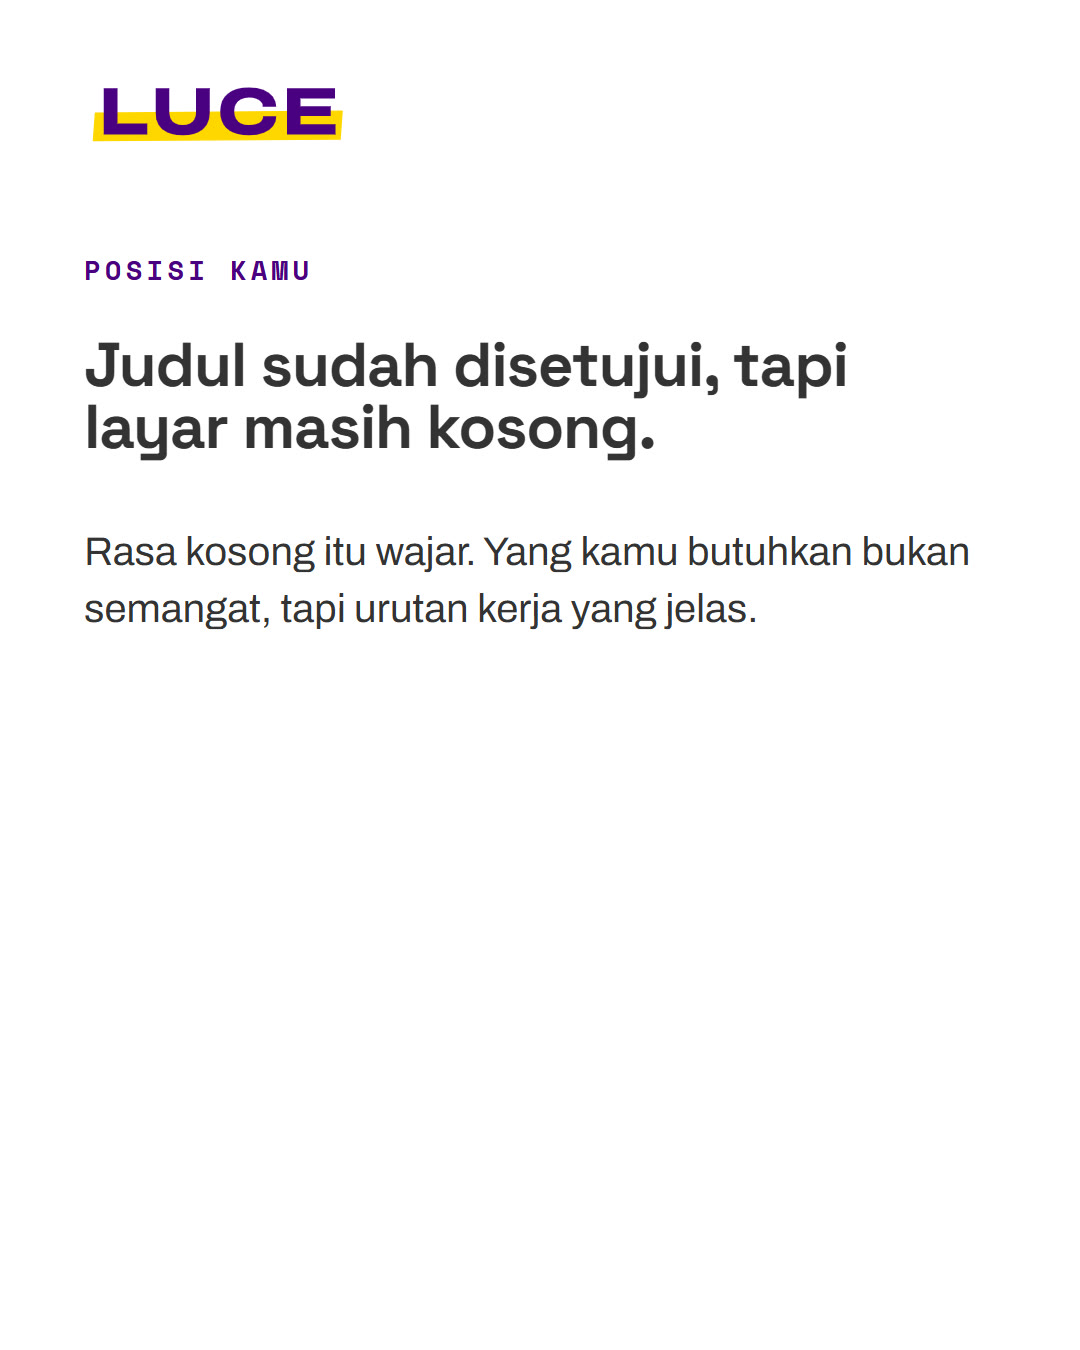 LUCE
POSISI KAMU
Judul sudah disetujui, tapi
layar masih kosong.
Rasa kosong itu wajar. Yang kamu butuhkan bukan
semangat, tapi urutan kerja yang jelas.